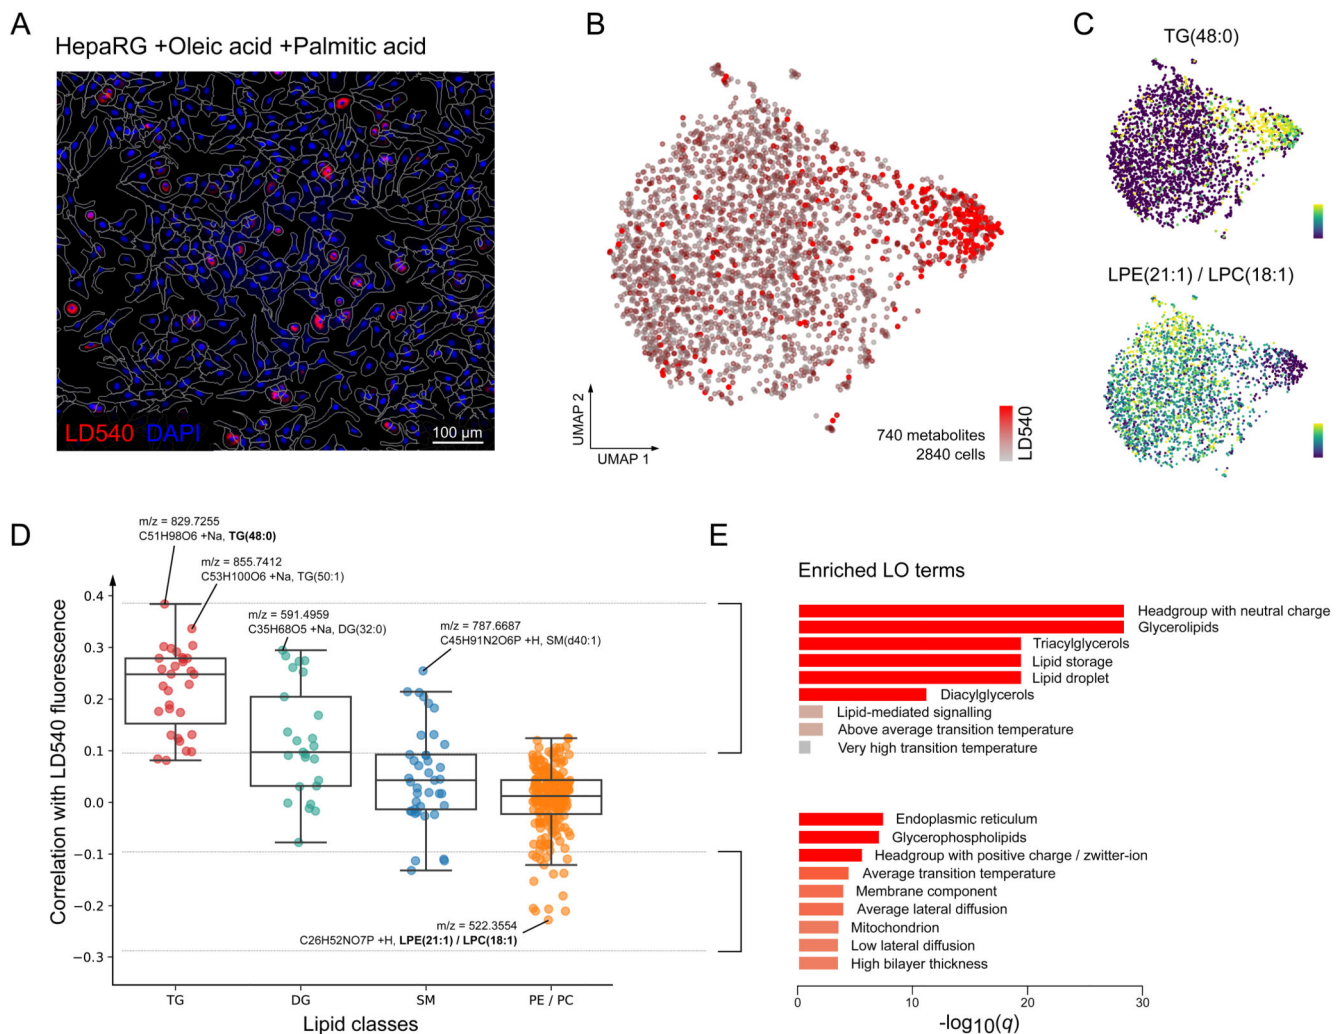 A
HepaRG +Oleic acid +Palmitic acid
LD540 DAPI
100 µm
B
UMAP 2
UMAP 1
740 metabolites
2840 cells
LD540
C
TG(48:0)
LPE(21:1) / LPC(18:1)
D
m/z = 829.7255
C51H98O6 +Na, TG(48:0)
m/z = 855.7412
C53H100O6 +Na, TG(50:1)
m/z = 591.4959
C35H68O5 +Na, DG(32:0)
m/z = 787.6687
C45H91N2O6P +H, SM(d40:1)
m/z = 522.3554
C26H52NO7P +H, LPE(21:1) / LPC(18:1)
Correlation with LD540 fluorescence
0.4
0.3
0.2
0.1
0.0
−0.1
−0.2
−0.3
TG DG SM PE / PC
Lipid classes
E
Enriched LO terms
Headgroup with neutral charge
Glycerolipids
Triacylglycerols
Lipid storage
Lipid droplet
Diacylglycerols
Lipid-mediated signalling
Above average transition temperature
Very high transition temperature
Endoplasmic reticulum
Glycerophospholipids
Headgroup with positive charge / zwitter-ion
Average transition temperature
Membrane component
Average lateral diffusion
Mitochondrion
Low lateral diffusion
High bilayer thickness
0 10 20 30
-log10(q)